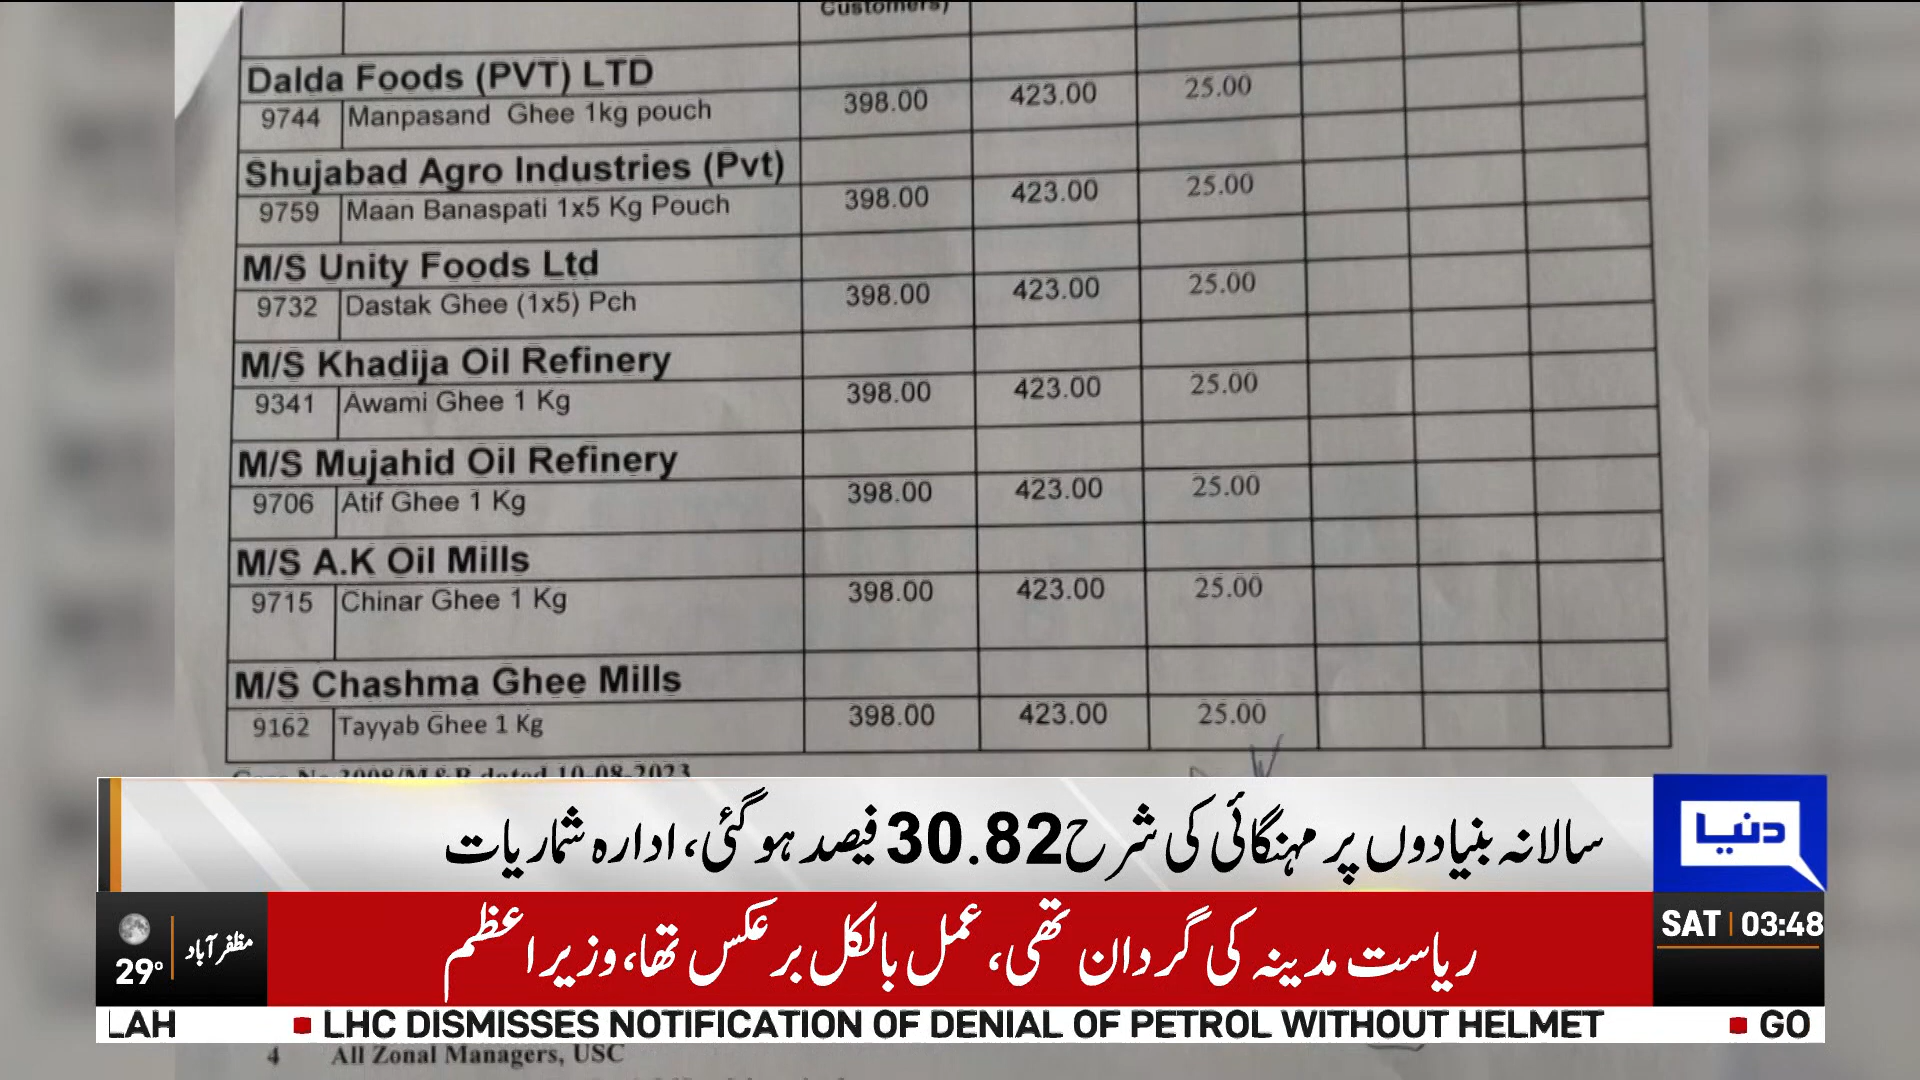 Customers)
Dalda Foods (PVT) LTD
9744 Manpasand Ghee 1kg pouch 398.00 423.00 25.00
Shujabad Agro Industries (Pvt)
9759 Maan Banaspati 1x5 Kg Pouch 398.00 423.00 25.00
M/S Unity Foods Ltd
9732 Dastak Ghee (1x5) Pch 398.00 423.00 25.00
M/S Khadija Oil Refinery
9341 Awami Ghee 1 Kg 398.00 423.00 25.00
M/S Mujahid Oil Refinery
9706 Atif Ghee 1 Kg 398.00 423.00 25.00
M/S A.K Oil Mills
9715 Chinar Ghee 1 Kg 398.00 423.00 25.00
M/S Chashma Ghee Mills
9162 Tayyab Ghee 1 Kg 398.00 423.00 25.00
dated 10-08-2023
سالانہ بنیادوں پر مہنگائی کی شرح 30.82 فیصد ہوگئی، ادارہ شماریات
دنیا
ریاست مدینہ کی گردان تھی، عمل بالکل برعکس تھا، وزیراعظم
SAT 03:48
مظفرآباد
29°
LAH
LHC DISMISSES NOTIFICATION OF DENIAL OF PETROL WITHOUT HELMET
GO
4 All Zonal Managers, USC